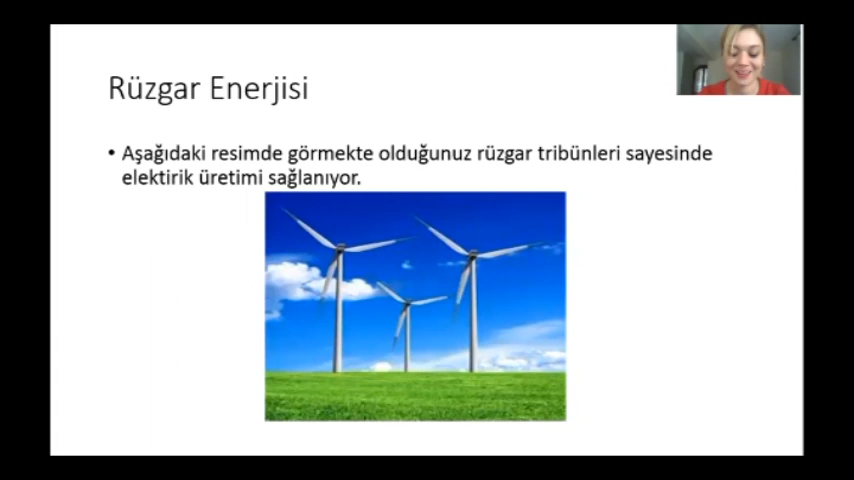 Rüzgar Enerjisi
• Aşağıdaki resimde görmekte olduğunuz rüzgar tribünleri sayesinde
elektirik üretimi sağlanıyor.